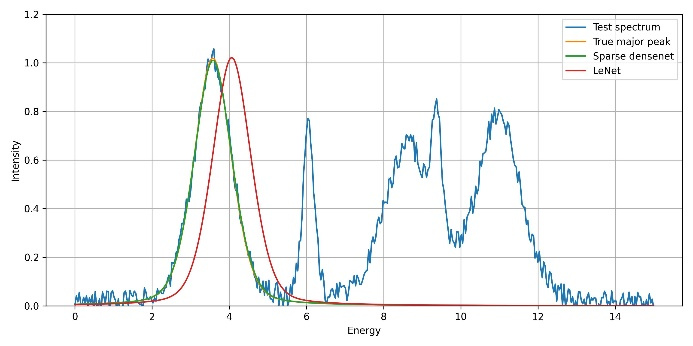 1.2
1.0
0.8
0.6
0.4
0.2
0.0
Intensity
0 2 4 6 8 10 12 14
Energy
Test spectrum
True major peak
Sparse densenet
LeNet